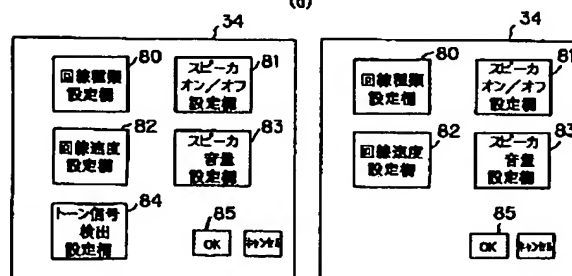 (d)
34
80
回線種類
設定欄
81
スピーカ
オン/オフ
設定欄
82
回線速度
設定欄
83
スピーカ
音量
設定欄
84
トーン信号
検出
設定欄
85
OK
キャンセル
34
80
回線種類
設定欄
81
スピーカ
オン/オフ
設定欄
82
回線速度
設定欄
83
スピーカ
音量
設定欄
85
OK
キャンセル